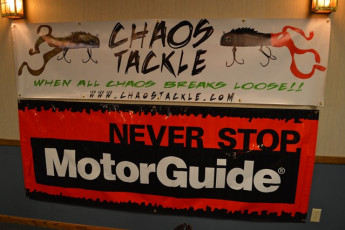 CHAOS
TACKLE
WHEN ALL CHAOS BREAKS LOOSE!!
WWW.CHAOSTACKLE.COM
NEVER STOP
MotorGuide®